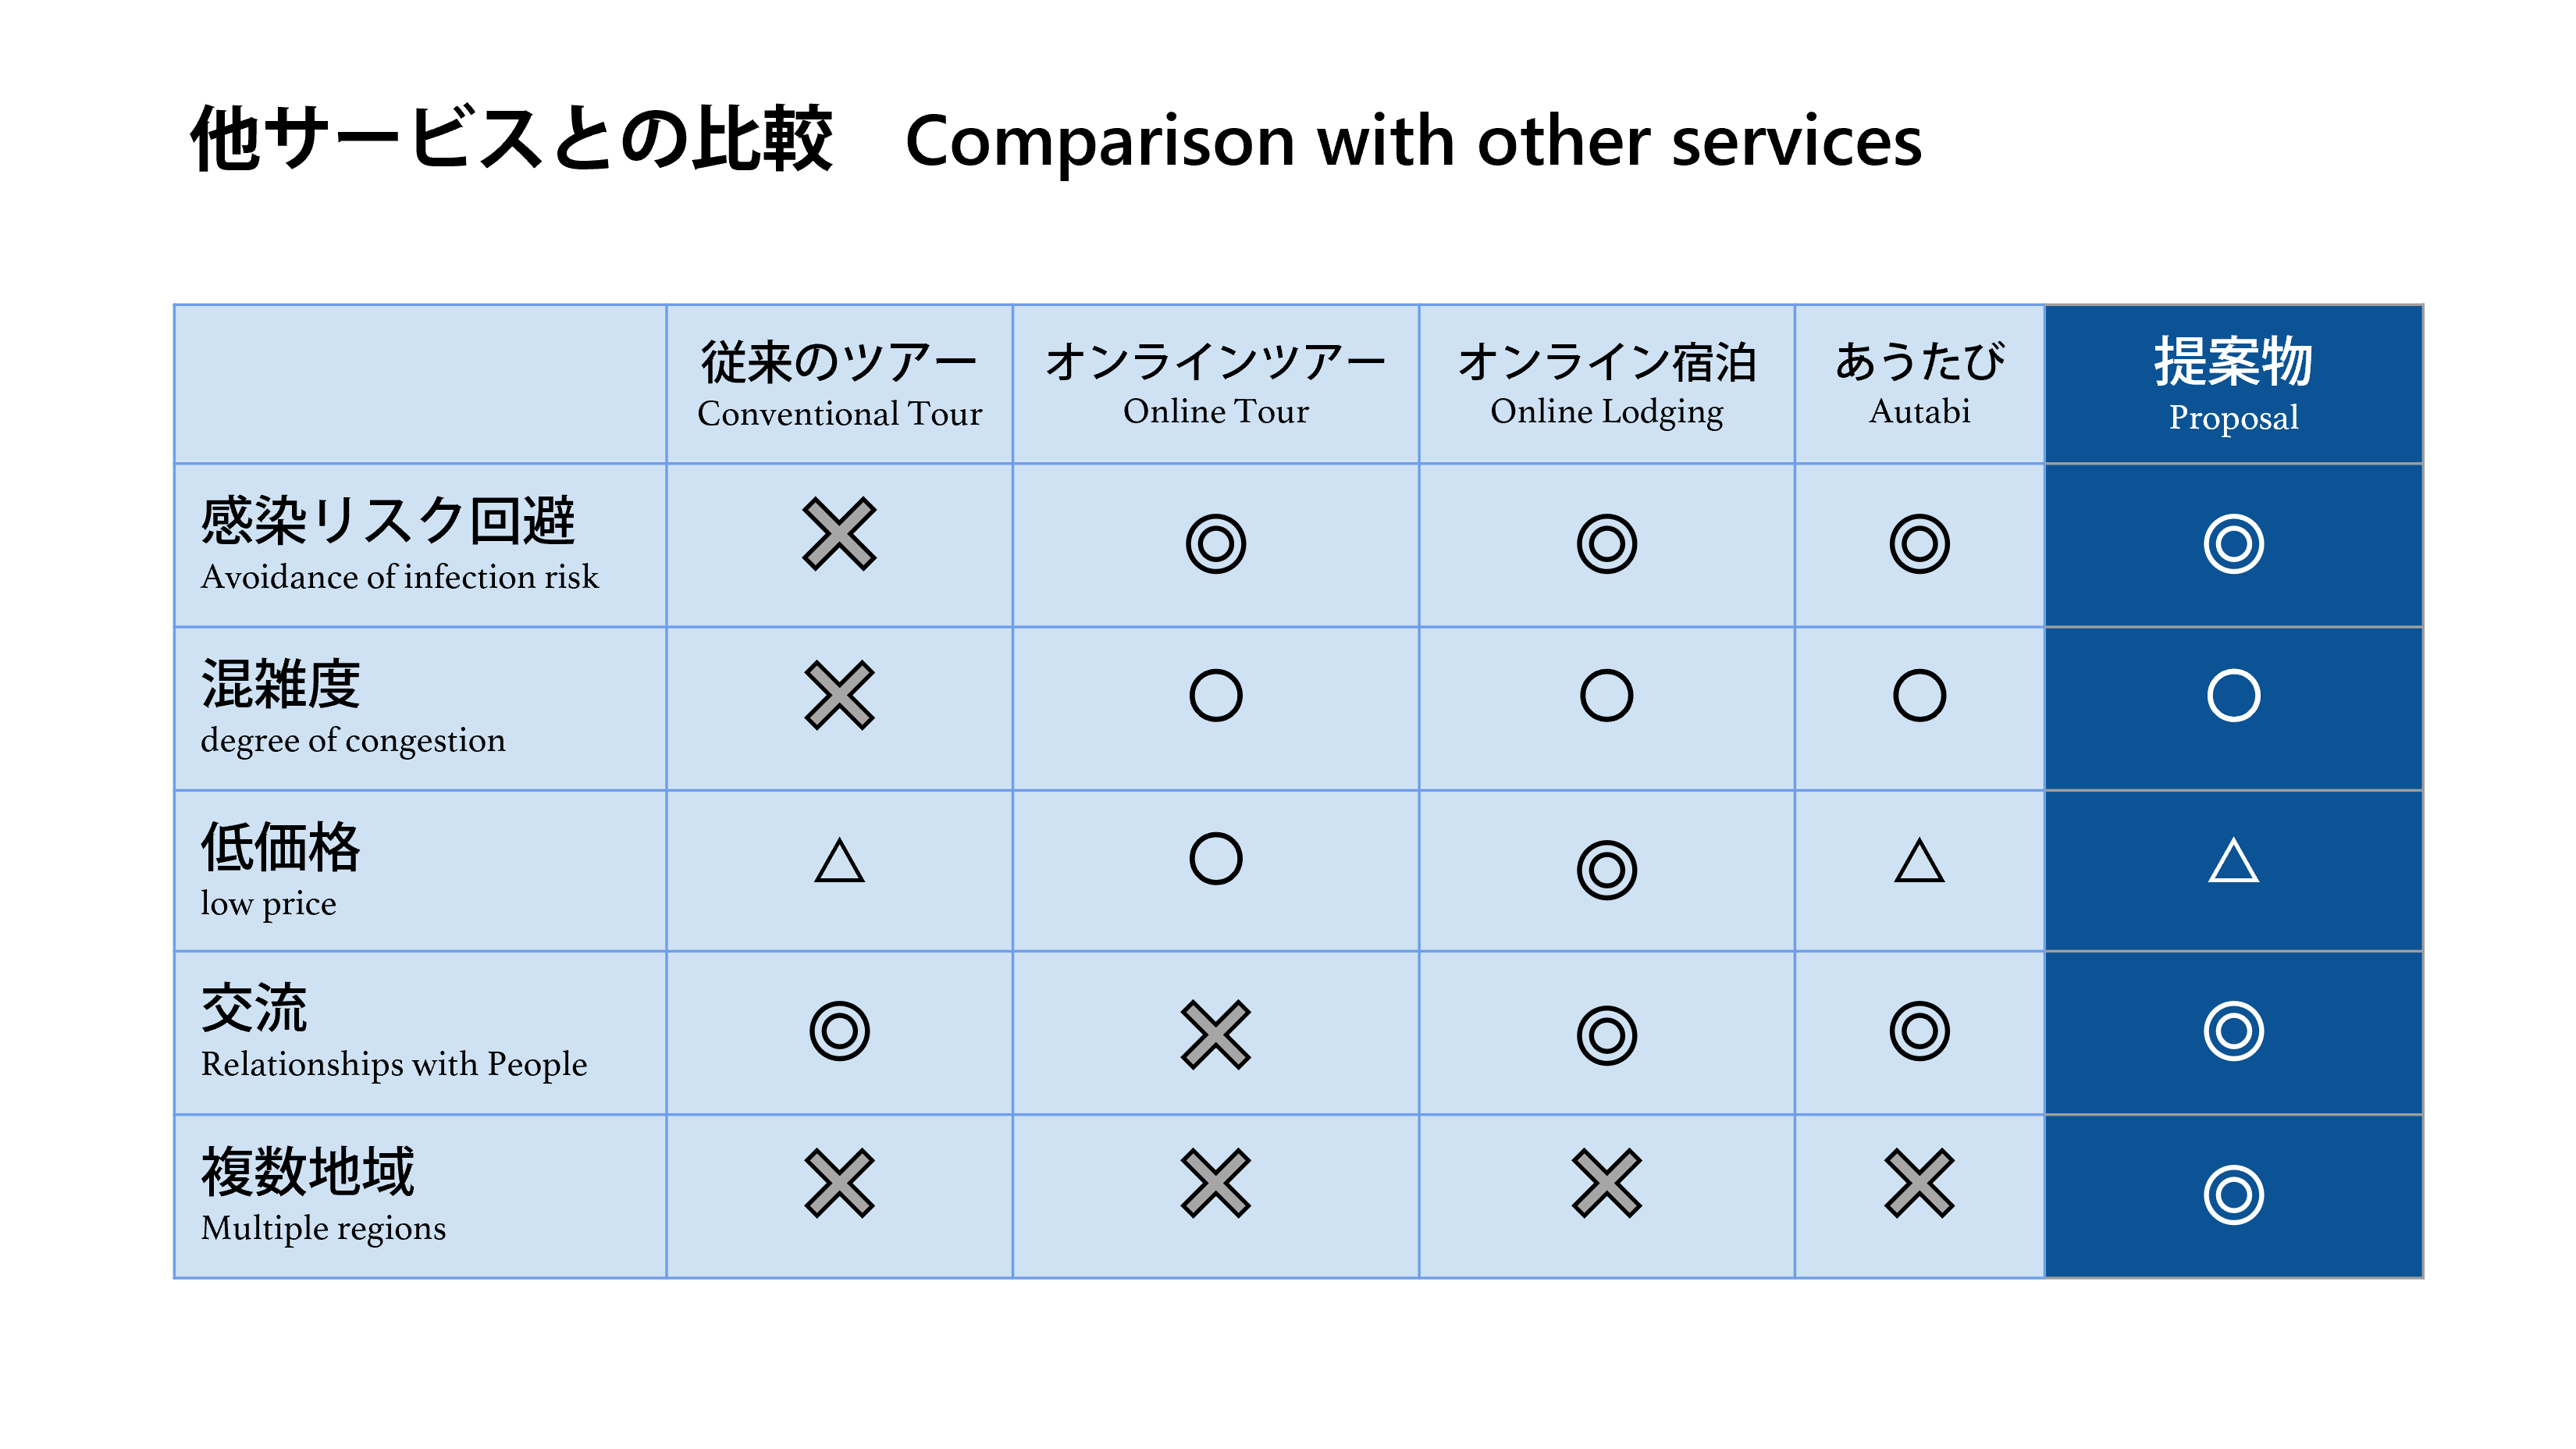 他サービスとの比較　Comparison with other services
従来のツアー
Conventional Tour
オンラインツアー
Online Tour
オンライン宿泊
Online Lodging
あうたび
Autabi
提案物
Proposal
感染リスク回避
Avoidance of infection risk
× ◎ ◎ ◎ ◎
混雑度
degree of congestion
× ○ ○ ○ ○
低価格
low price
△ ○ ◎ △ △
交流
Relationships with People
◎ × ◎ ◎ ◎
複数地域
Multiple regions
× × × × ◎